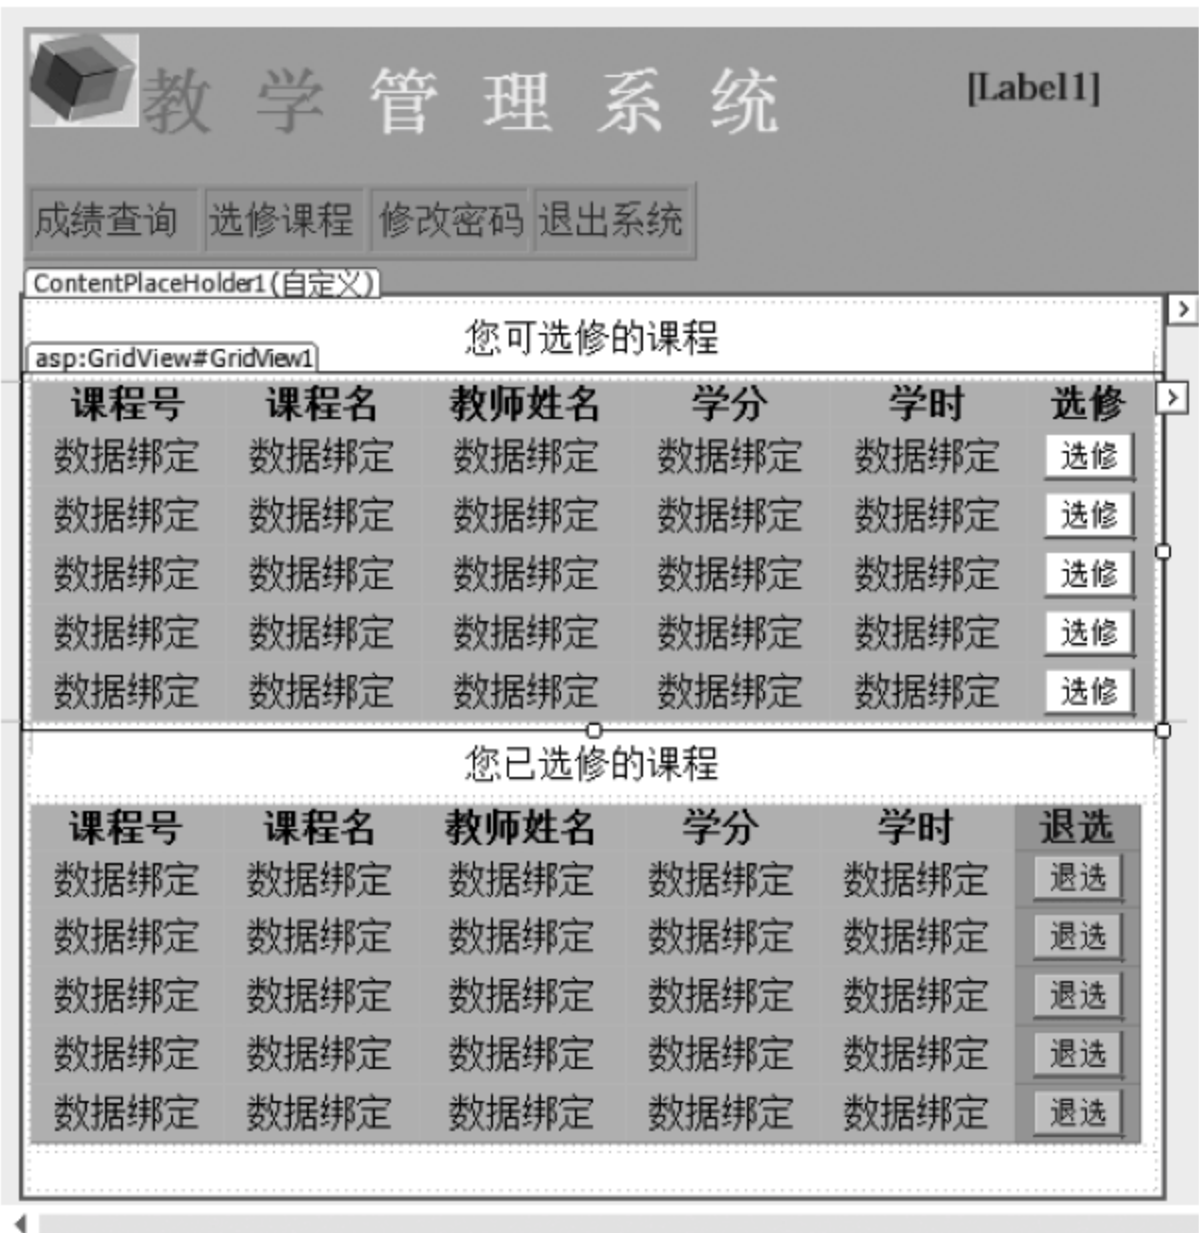 教 学 管 理 系 统 [Label1]
成绩查询 选修课程 修改密码 退出系统
ContentPlaceHolder1 (自定义)
您可选修的课程
asp:GridView#GridView1
课程号 课程名 教师姓名 学分 学时 选修
数据绑定 数据绑定 数据绑定 数据绑定 数据绑定 选修
数据绑定 数据绑定 数据绑定 数据绑定 数据绑定 选修
数据绑定 数据绑定 数据绑定 数据绑定 数据绑定 选修
数据绑定 数据绑定 数据绑定 数据绑定 数据绑定 选修
数据绑定 数据绑定 数据绑定 数据绑定 数据绑定 选修
您已选修的课程
课程号 课程名 教师姓名 学分 学时 退选
数据绑定 数据绑定 数据绑定 数据绑定 数据绑定 退选
数据绑定 数据绑定 数据绑定 数据绑定 数据绑定 退选
数据绑定 数据绑定 数据绑定 数据绑定 数据绑定 退选
数据绑定 数据绑定 数据绑定 数据绑定 数据绑定 退选
数据绑定 数据绑定 数据绑定 数据绑定 数据绑定 退选